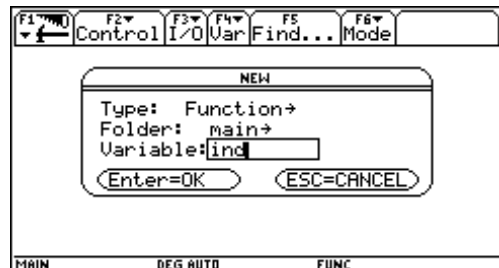 F1 F2 F3 F4 F5 F6
Control I/O Var Find... Mode
NEW
Type: Function→
Folder: main→
Variable: ind
Enter=OK ESC=CANCEL
MAIN DEG AUTO FUNC